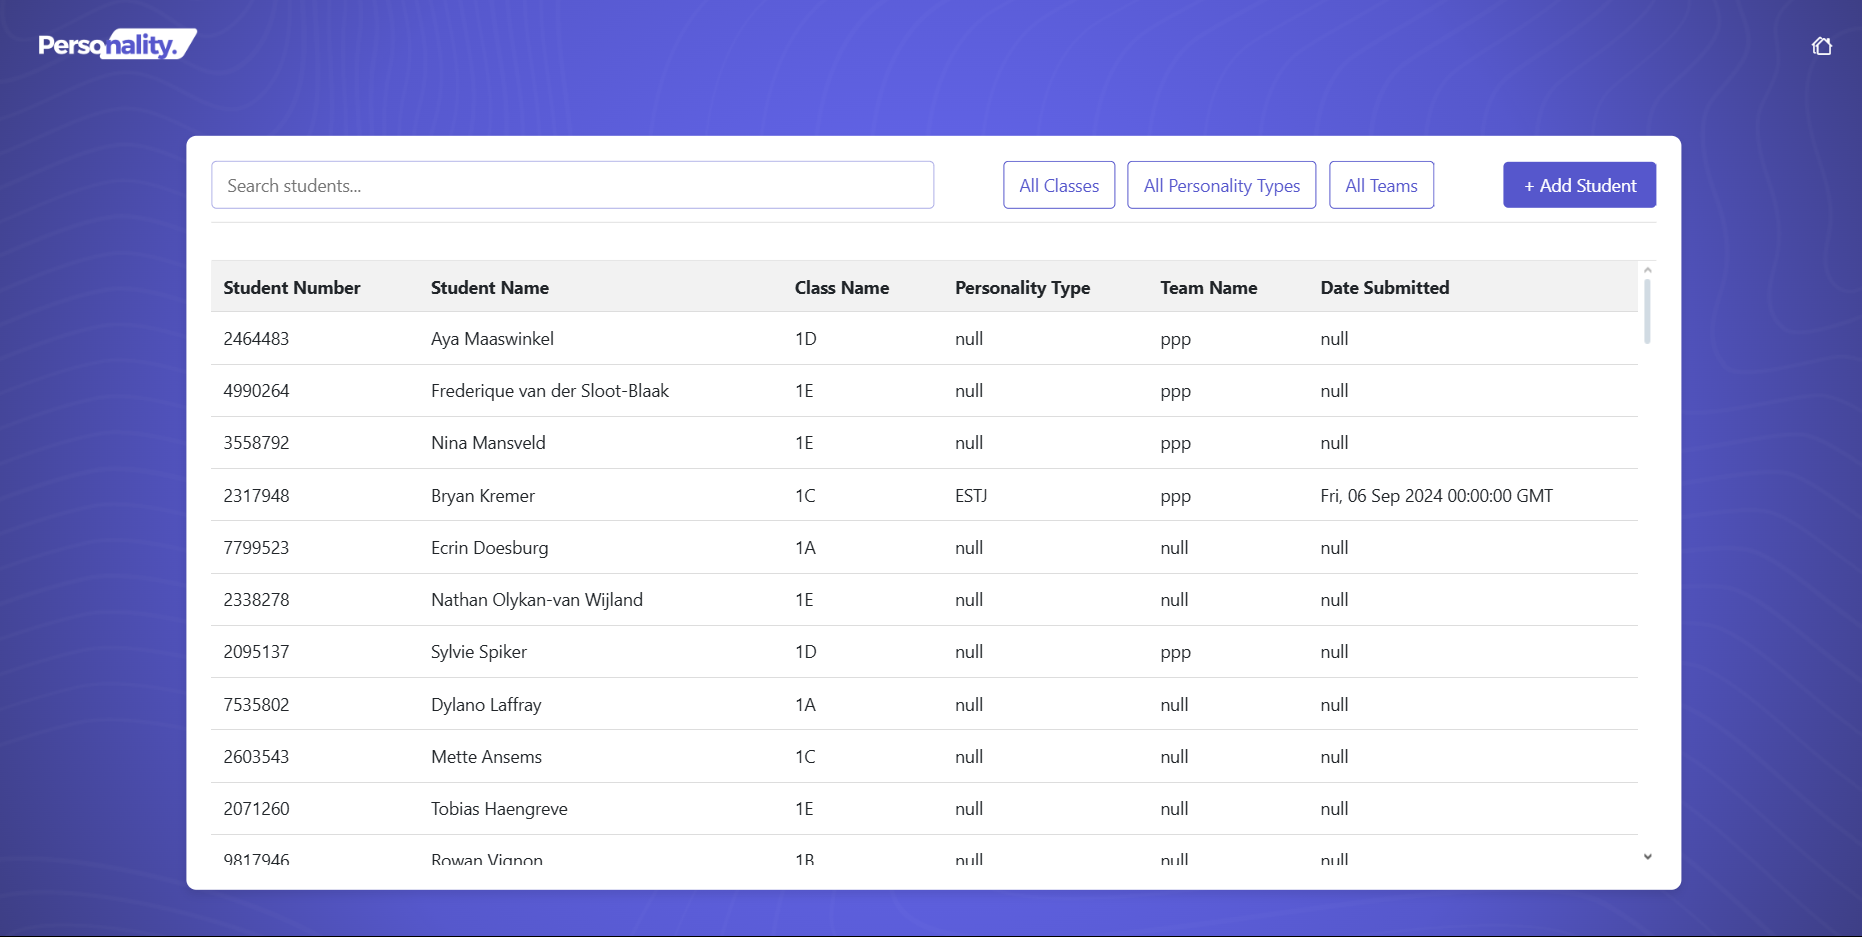 Personality.
Search students...
All Classes
All Personality Types
All Teams
+ Add Student
Student Number Student Name Class Name Personality Type Team Name Date Submitted
2464483 Aya Maaswinkel 1D null ppp null
4990264 Frederique van der Sloot-Blaak 1E null ppp null
3558792 Nina Mansveld 1E null ppp null
2317948 Bryan Kremer 1C ESTJ ppp Fri, 06 Sep 2024 00:00:00 GMT
7799523 Ecrin Doesburg 1A null null null
2338278 Nathan Olykan-van Wijland 1E null null null
2095137 Sylvie Spiker 1D null ppp null
7535802 Dylano Laffray 1A null null null
2603543 Mette Ansems 1C null null null
2071260 Tobias Haengreve 1E null null null
9817946 Rowan Vignon 1B null null null